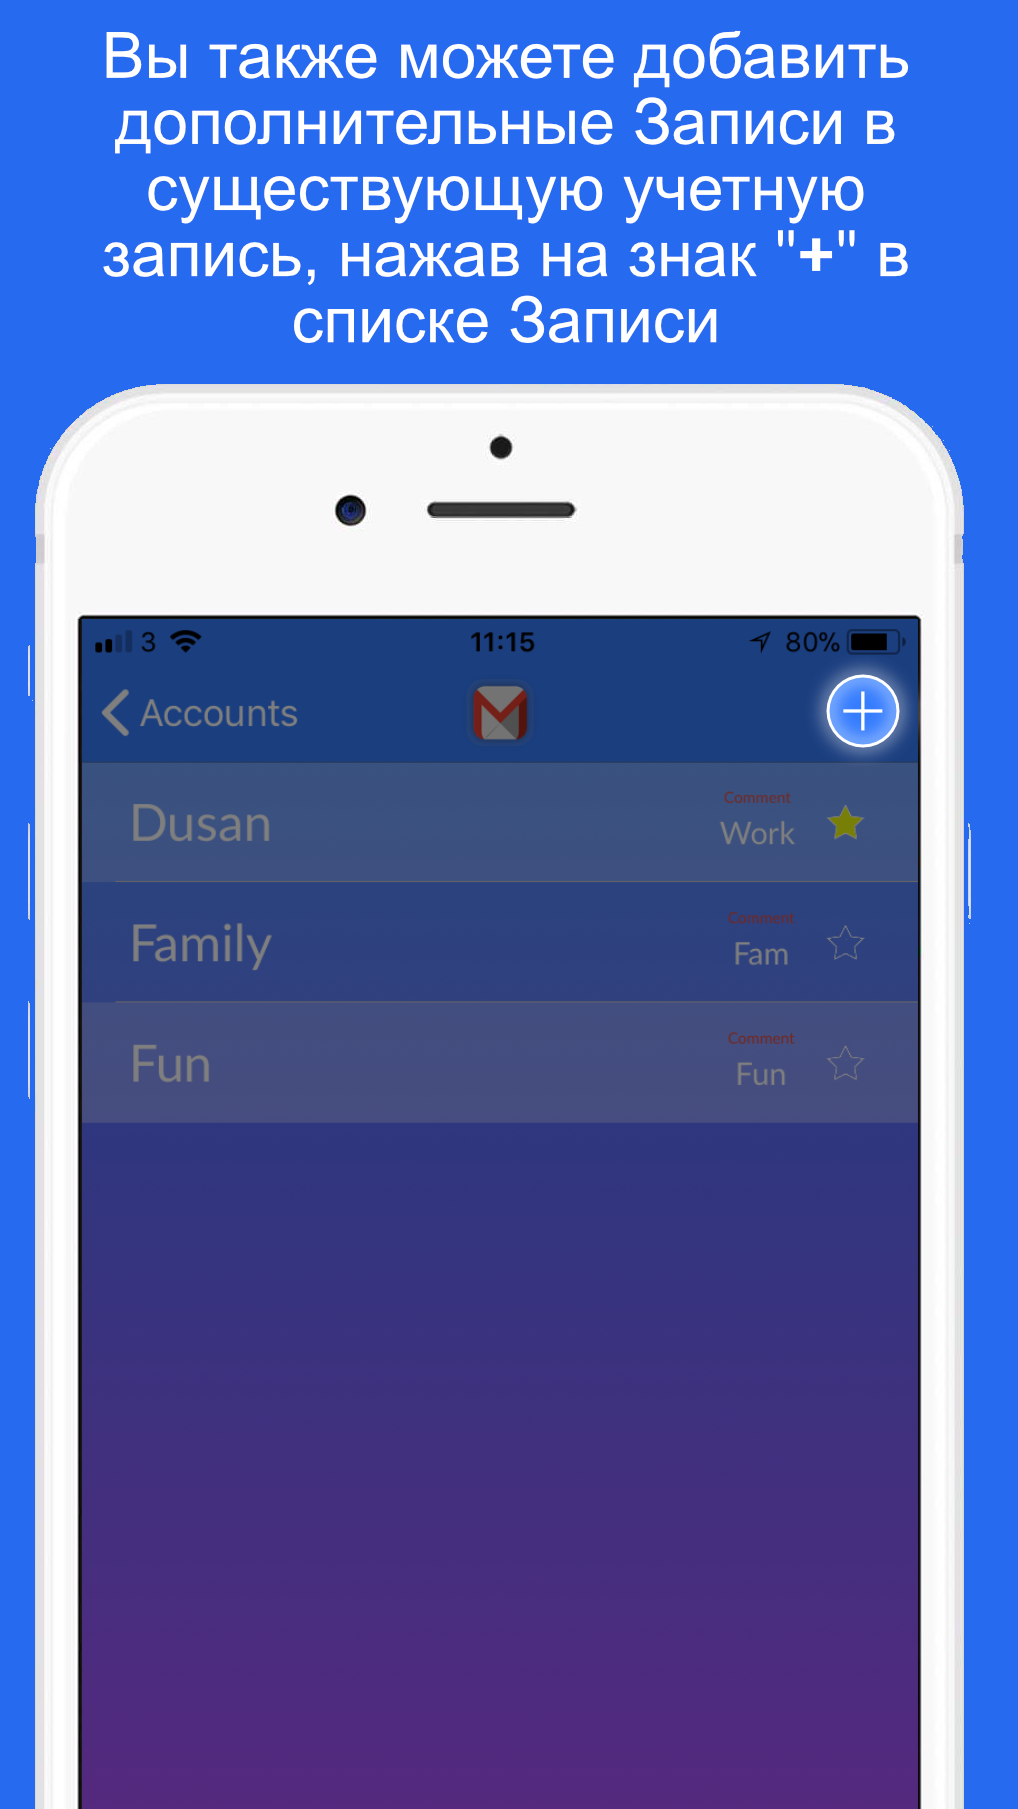 Вы также можете добавить
дополнительные Записи в
существующую учетную
запись, нажав на знак "+" в
списке Записи
3 11:15 80%
Accounts
Dusan
Comment
Work
Family
Comment
Fam
Fun
Comment
Fun